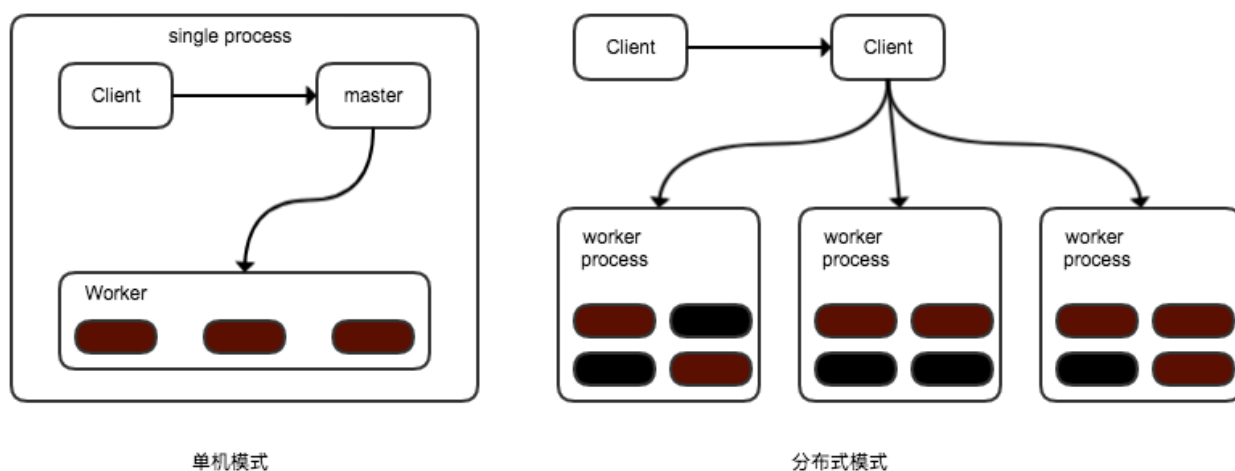 single process
Client
master
Worker
单机模式
Client
Client
worker
process
worker
process
worker
process
分布式模式